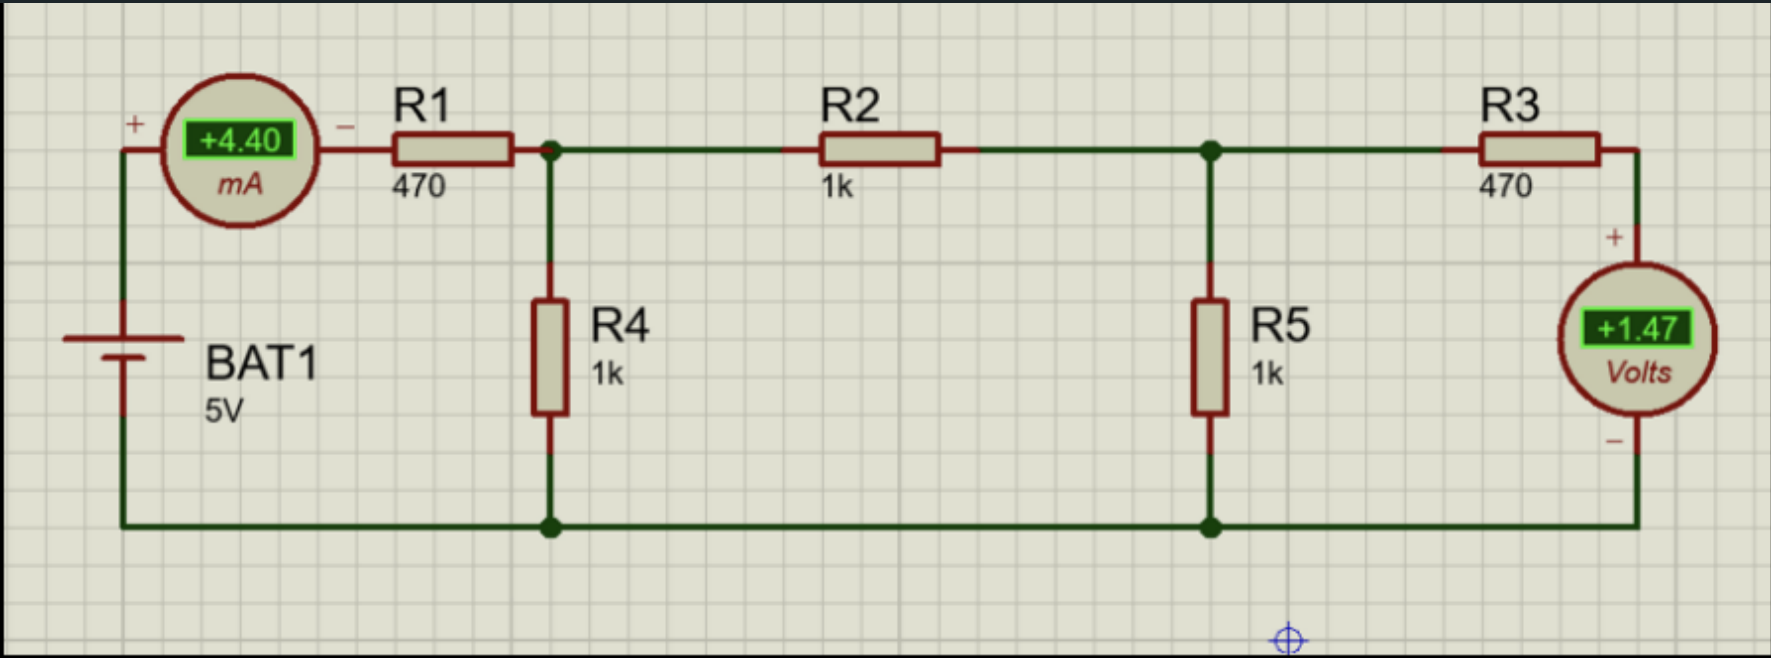 R1
R2
R3
+
+4.40
−
mA
470
1k
470
+
R4
R5
+1.47
BAT1
1k
1k
Volts
5V
−